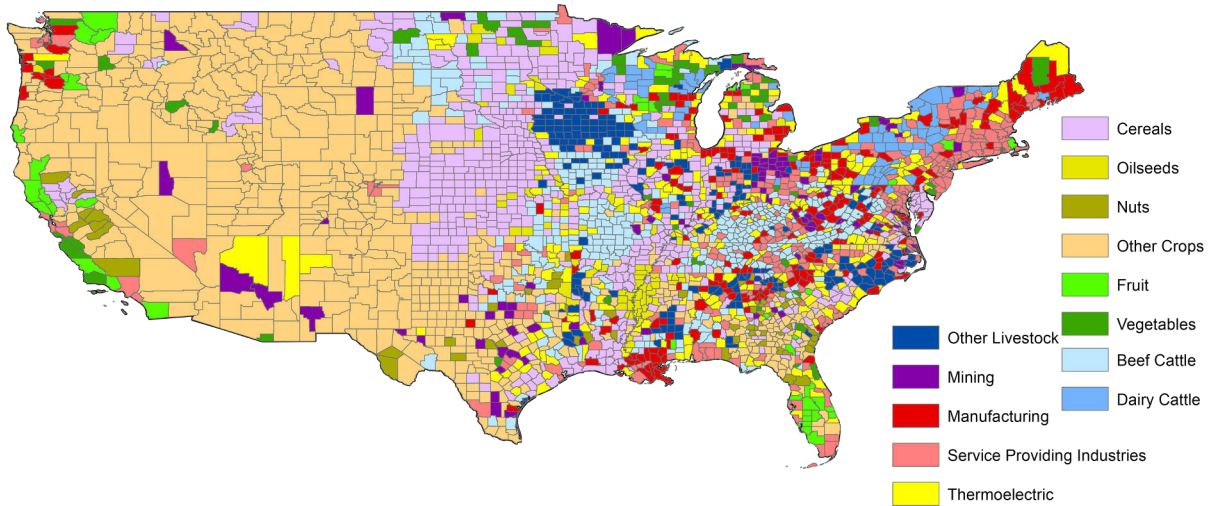 Cereals
Oilseeds
Nuts
Other Crops
Fruit
Vegetables
Beef Cattle
Dairy Cattle
Other Livestock
Mining
Manufacturing
Service Providing Industries
Thermoelectric